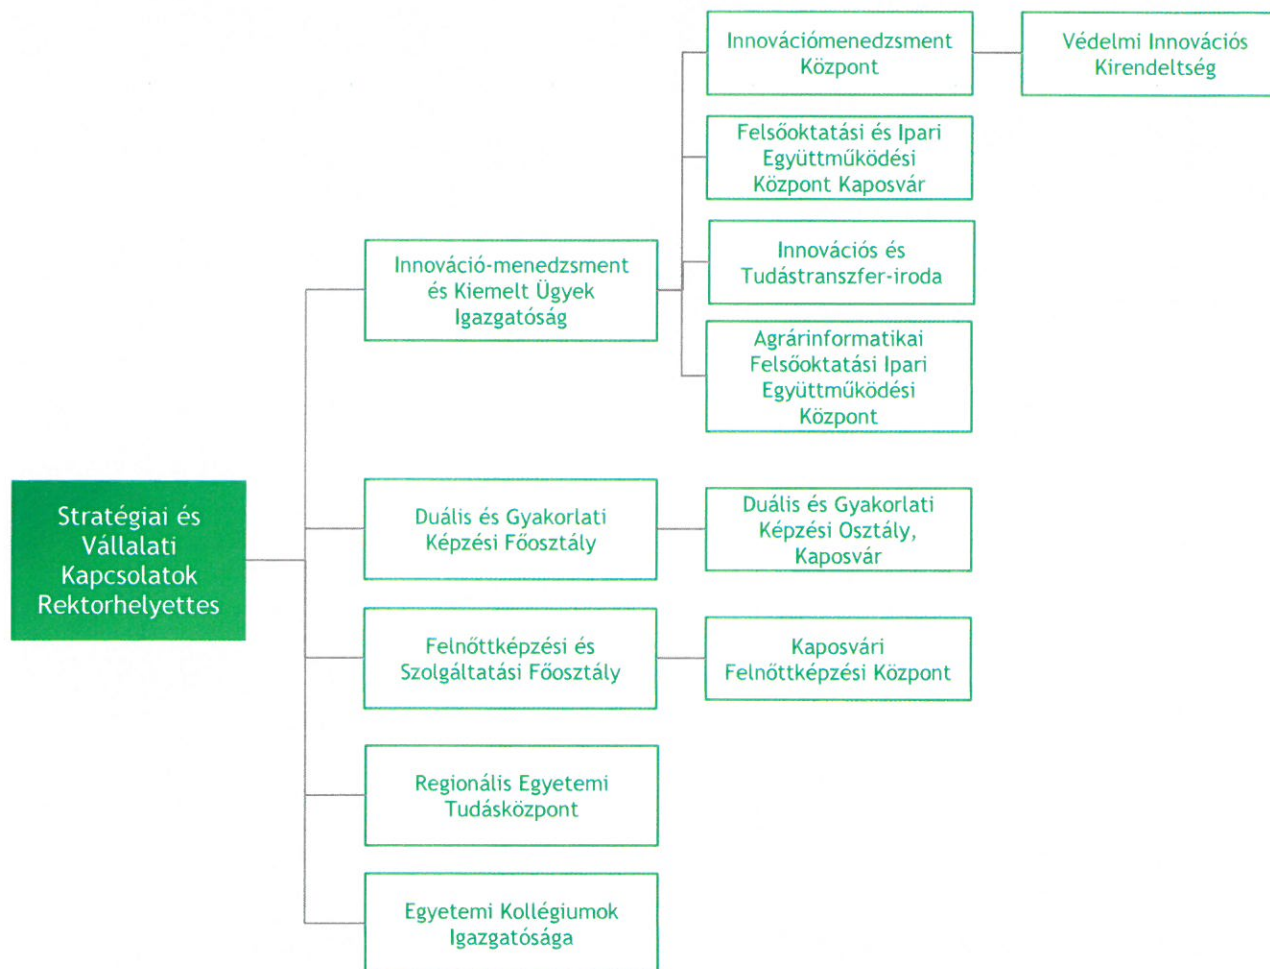 Stratégiai és
Vállalati
Kapcsolatok
Rektorhelyettes
Innováció-menedzsment
és Kiemelt Ügyek
Igazgatóság
Innovációmenedzsment
Központ
Védelmi Innovációs
Kirendeltség
Felsőoktatási és Ipari
Együttműködési
Központ Kaposvár
Innovációs és
Tudástranszfer-iroda
Agrárinformatikai
Felsőoktatási Ipari
Együttműködési
Központ
Duális és Gyakorlati
Képzési Főosztály
Duális és Gyakorlati
Képzési Osztály,
Kaposvár
Felnőttképzési és
Szolgáltatási Főosztály
Kaposvári
Felnőttképzési Központ
Regionális Egyetemi
Tudásközpont
Egyetemi Kollégiumok
Igazgatósága